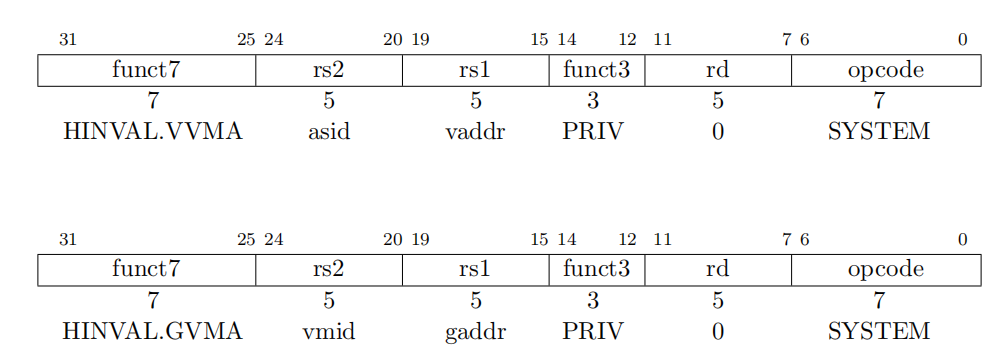 31 25 24 20 19 15 14 12 11 7 6 0
funct7 rs2 rs1 funct3 rd opcode
7 5 5 3 5 7
HINVAL.VVMA asid vaddr PRIV 0 SYSTEM
31 25 24 20 19 15 14 12 11 7 6 0
funct7 rs2 rs1 funct3 rd opcode
7 5 5 3 5 7
HINVAL.GVMA vmid gaddr PRIV 0 SYSTEM